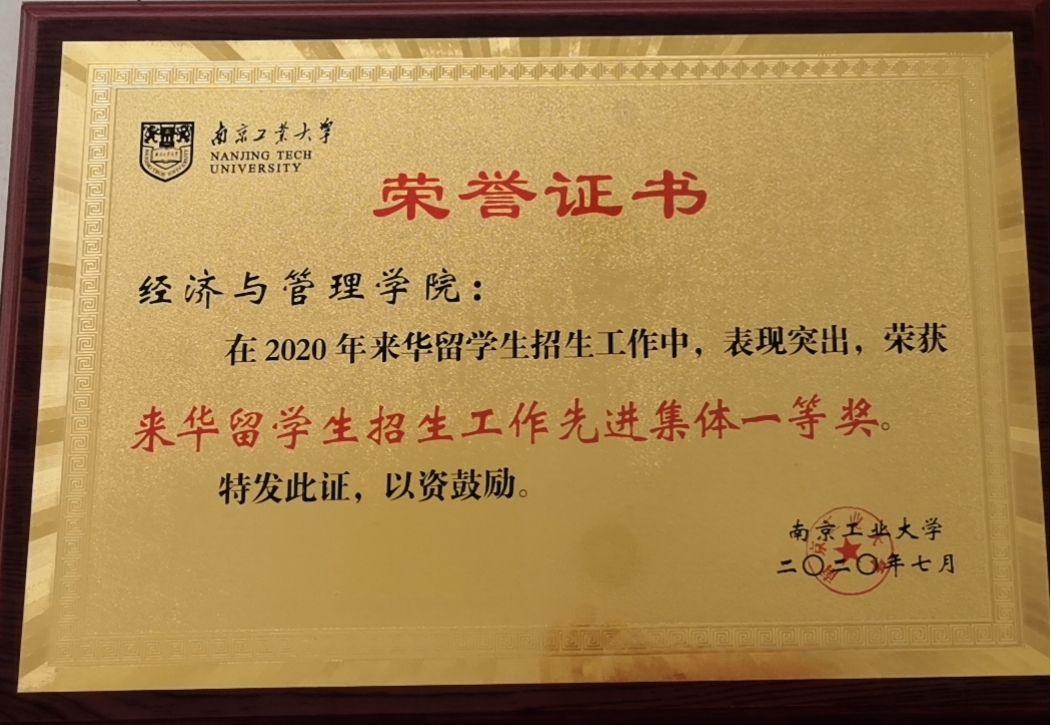 南京工业大学
NANJING TECH
UNIVERSITY
荣誉证书
经济与管理学院：
在2020年来华留学生招生工作中，表现突出，荣获
来华留学生招生工作先进集体一等奖。
特发此证，以资鼓励。
南京工业大学
二〇二〇年七月